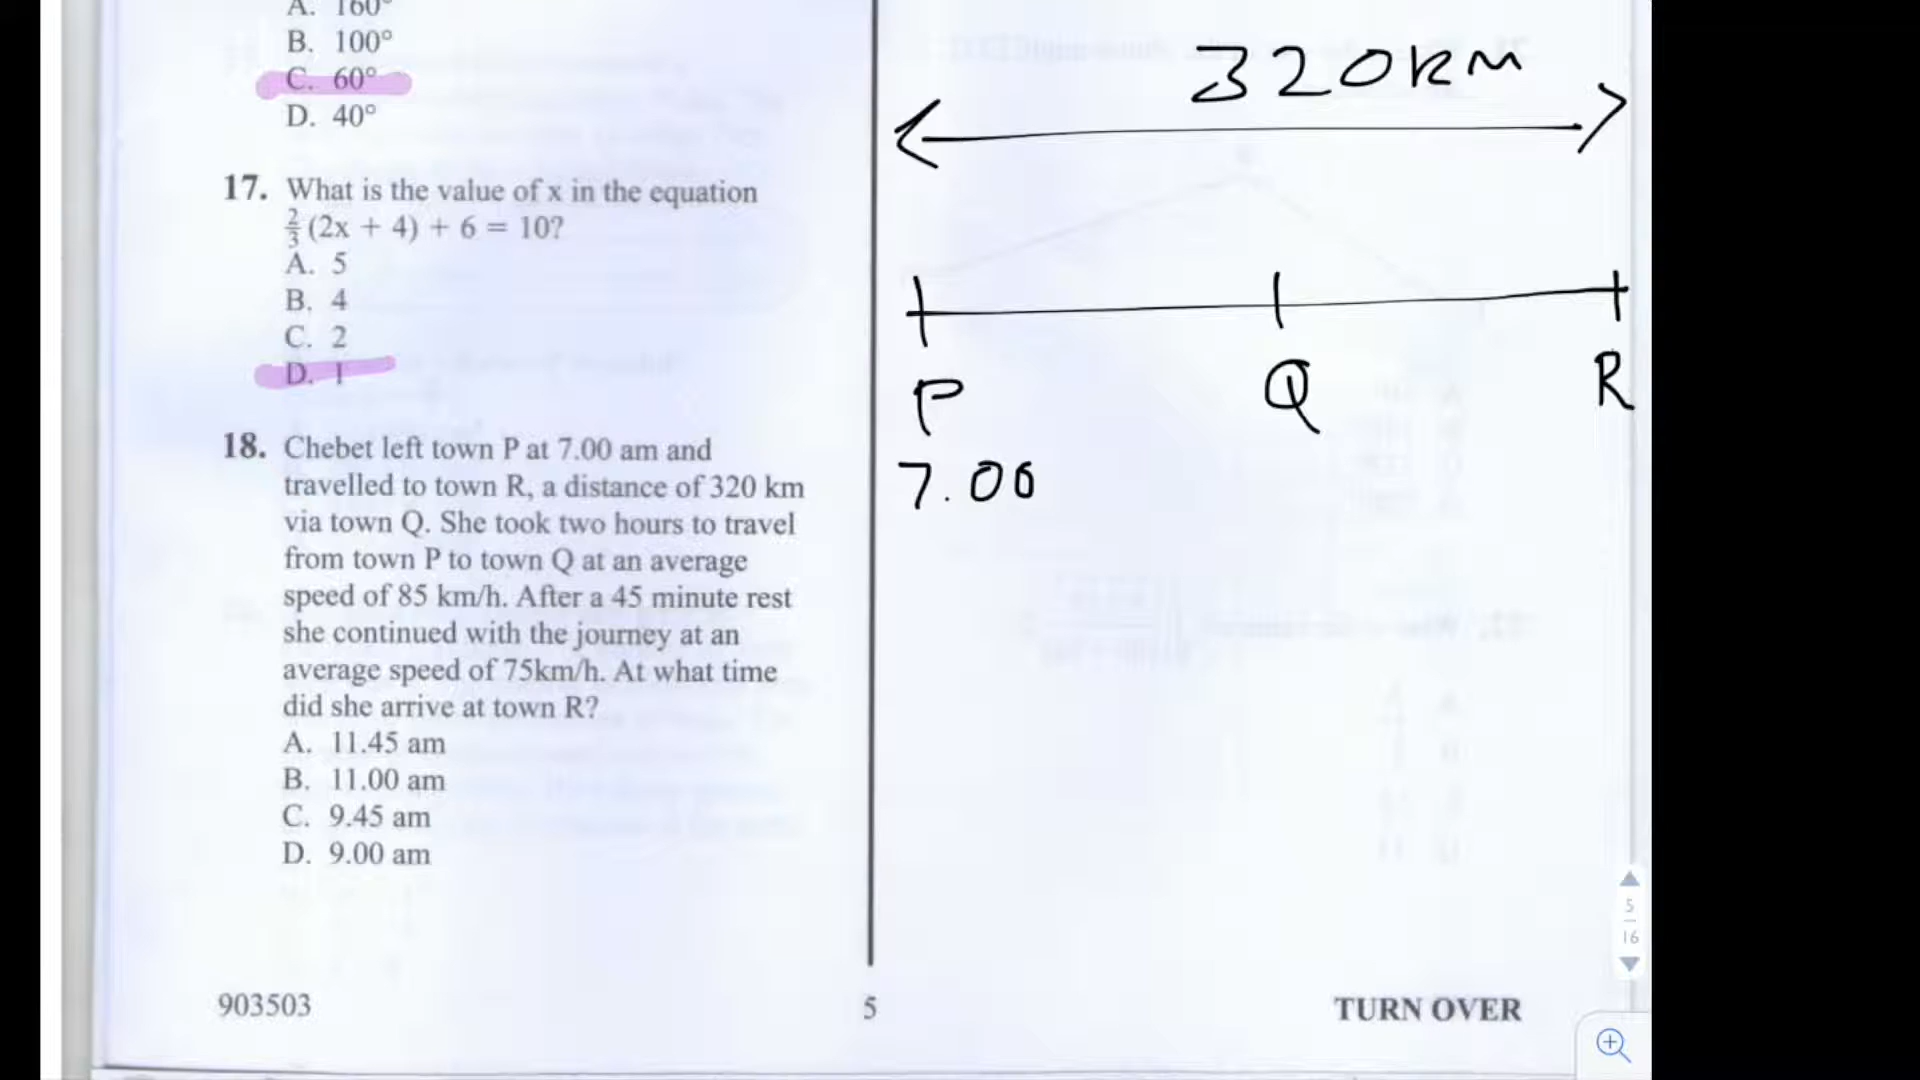 A. 160°
B. 100°
C. 60°
D. 40°
17. What is the value of x in the equation
2/3 (2x + 4) + 6 = 10?
A. 5
B. 4
C. 2
D. 1
18. Chebet left town P at 7.00 am and
travelled to town R, a distance of 320 km
via town Q. She took two hours to travel
from town P to town Q at an average
speed of 85 km/h. After a 45 minute rest
she continued with the journey at an
average speed of 75km/h. At what time
did she arrive at town R?
A. 11.45 am
B. 11.00 am
C. 9.45 am
D. 9.00 am
320km
P Q R
7.00
5
16
903503 5 TURN OVER